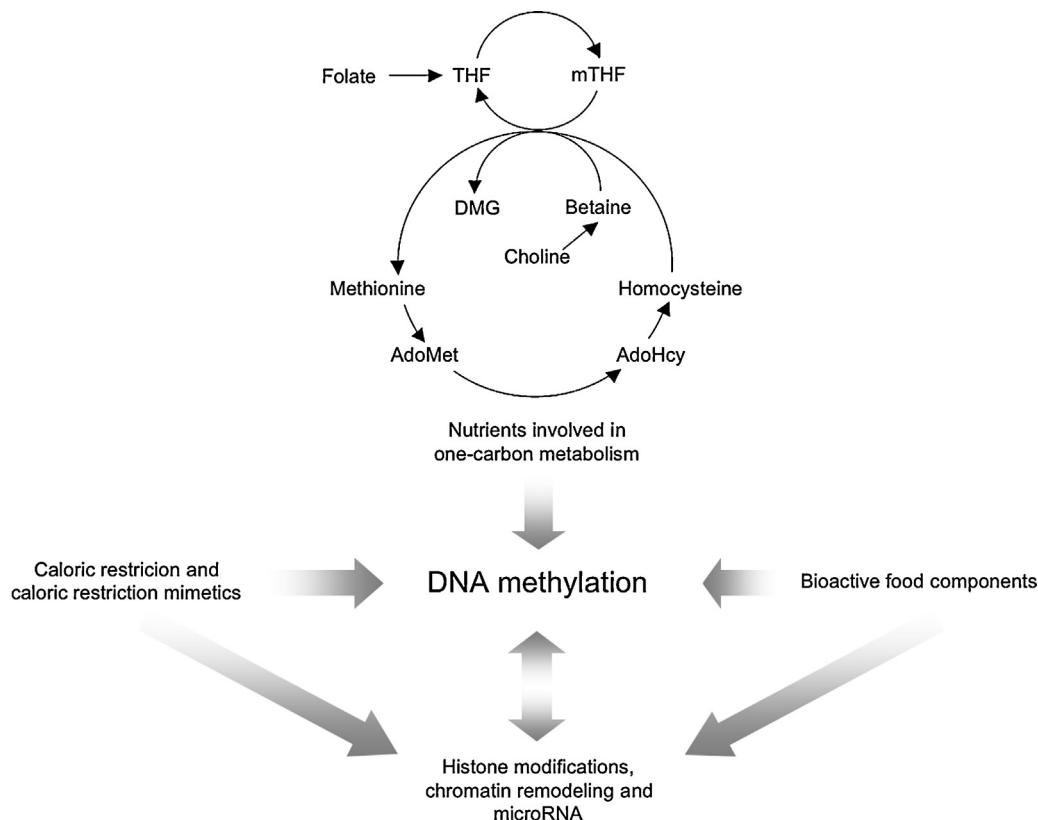 Folate
THF
mTHF
DMG
Betaine
Choline
Methionine
Homocysteine
AdoMet
AdoHcy
Nutrients involved in
one-carbon metabolism
Caloric restricion and
caloric restriction mimetics
DNA methylation
Bioactive food components
Histone modifications,
chromatin remodeling and
microRNA